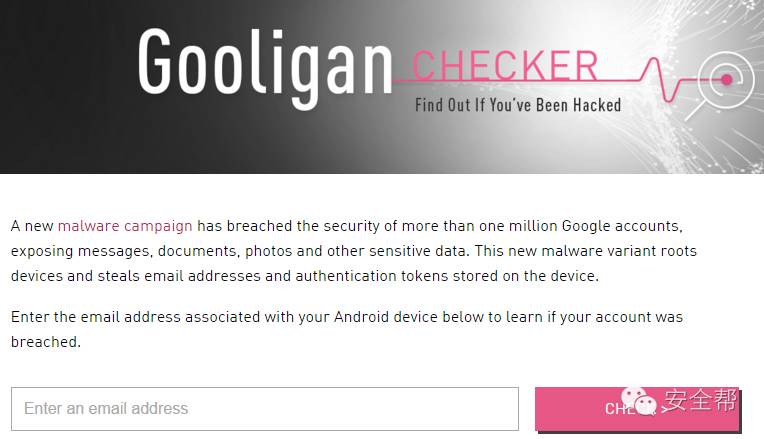 Gooligan CHECKER
Find Out If You've Been Hacked
A new malware campaign has breached the security of more than one million Google accounts,
exposing messages, documents, photos and other sensitive data. This new malware variant roots
devices and steals email addresses and authentication tokens stored on the device.
Enter the email address associated with your Android device below to learn if your account was
breached.
Enter an email address
安全帮